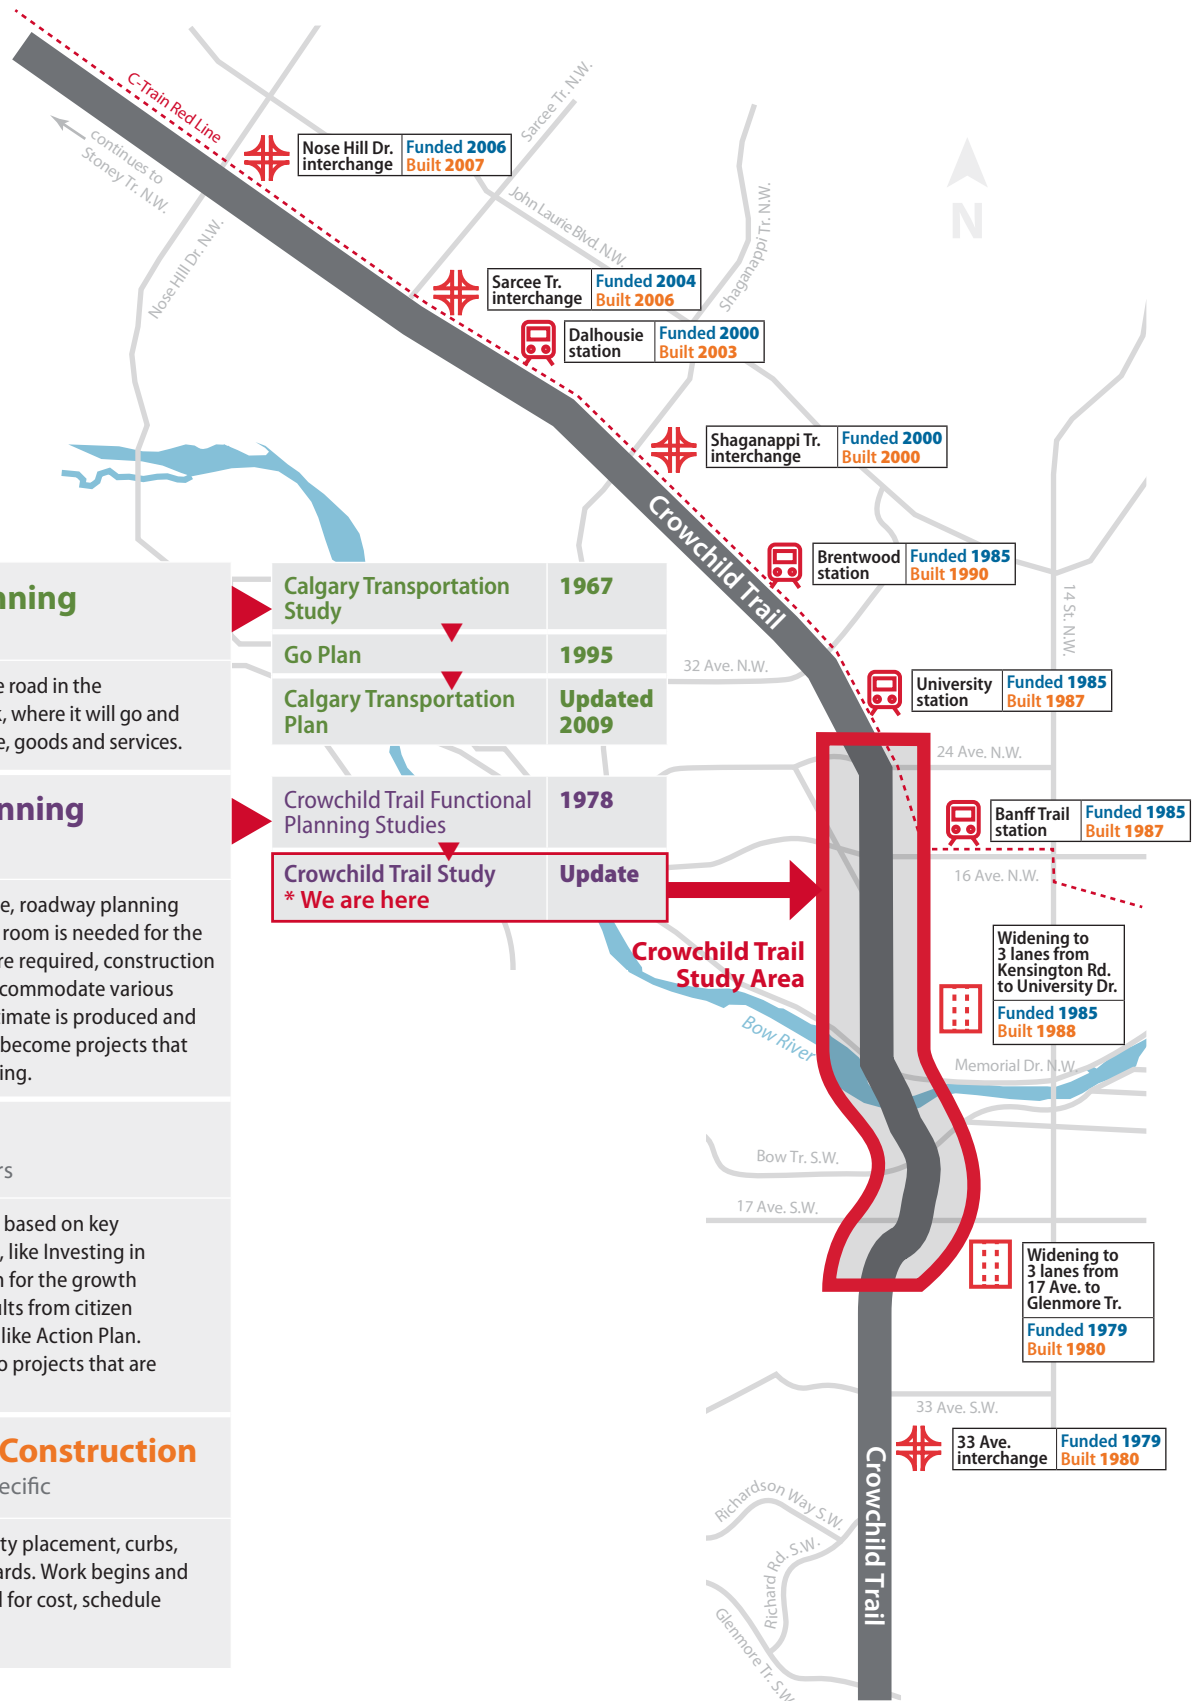 C-Train Red Line
continues to
Stoney Tr. N.W.
Nose Hill Dr.
interchange
Funded 2006
Built 2007
Sarcee Tr. N.W.
John Laurie Blvd. N.W.
Shaganappi Tr. N.W.
Nose Hill Dr. N.W.
N
Sarcee Tr.
interchange
Funded 2004
Built 2006
Dalhousie
station
Funded 2000
Built 2003
Shaganappi Tr.
interchange
Funded 2000
Built 2000
Crowchild Trail
Brentwood
station
Funded 1985
Built 1990
14 St. N.W.
32 Ave. N.W.
University
station
Funded 1985
Built 1987
24 Ave. N.W.
Banff Trail
station
Funded 1985
Built 1987
16 Ave. N.W.
nning
e road in the
, where it will go and
e, goods and services.
Calgary Transportation
Study
1967
Go Plan
1995
Calgary Transportation
Plan
Updated
2009
nning
e, roadway planning
room is needed for the
re required, construction
ccommodate various
timate is produced and
become projects that
ing.
Crowchild Trail Functional
Planning Studies
1978
Crowchild Trail Study
* We are here
Update
Crowchild Trail
Study Area
Widening to
3 lanes from
Kensington Rd.
to University Dr.
Funded 1985
Built 1988
Bow River
Memorial Dr. N.W.
Bow Tr. S.W.
17 Ave. S.W.
rs
based on key
, like Investing in
n for the growth
ults from citizen
like Action Plan.
o projects that are
Widening to
3 lanes from
17 Ave. to
Glenmore Tr.
Funded 1979
Built 1980
33 Ave. S.W.
33 Ave.
interchange
Funded 1979
Built 1980
Crowchild Trail
Richardson Way S.W.
Richard Rd. S.W.
Glenmore Tr. S.W.
Construction
ecific
ty placement, curbs,
ards. Work begins and
d for cost, schedule